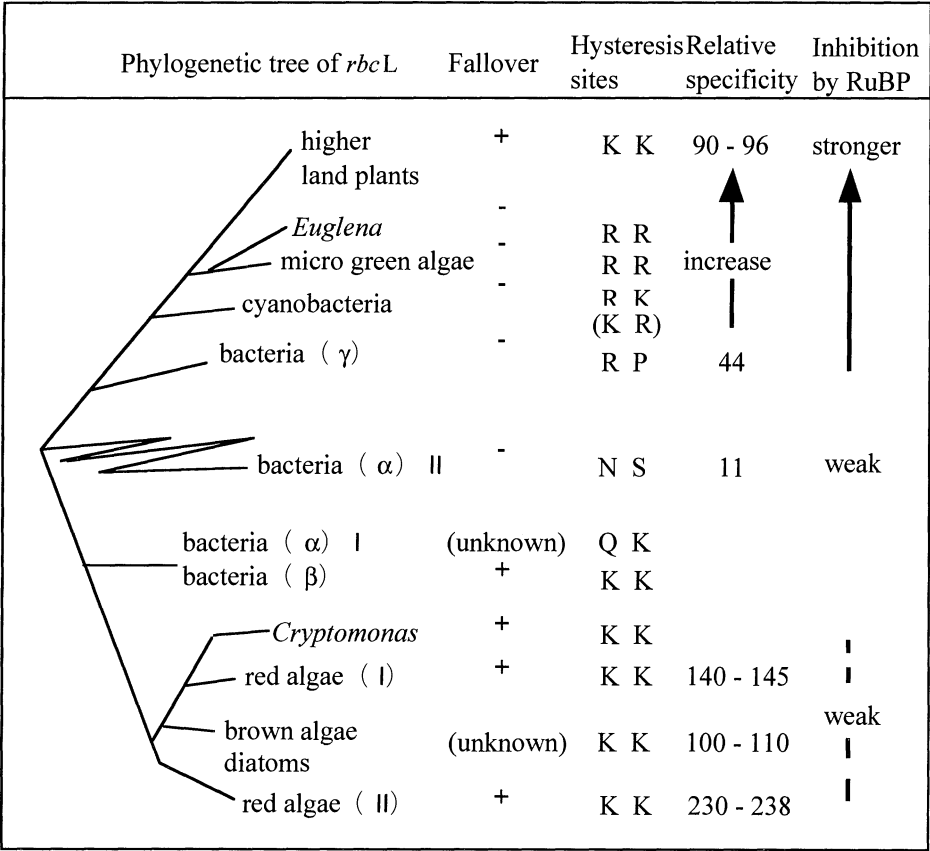 Phylogenetic tree of rbcL Fallover Hysteresis sites Relative specificity Inhibition by RuBP
higher land plants + K K 90 - 96 stronger
Euglena - R R
micro green algae - R R increase
cyanobacteria - R K
(K R)
bacteria ( γ) - R P 44
bacteria ( α) II - N S 11 weak
bacteria ( α) I (unknown) Q K
bacteria ( β) + K K
Cryptomonas + K K
red algae ( I) + K K 140 - 145
weak
brown algae diatoms (unknown) K K 100 - 110
red algae ( II) + K K 230 - 238